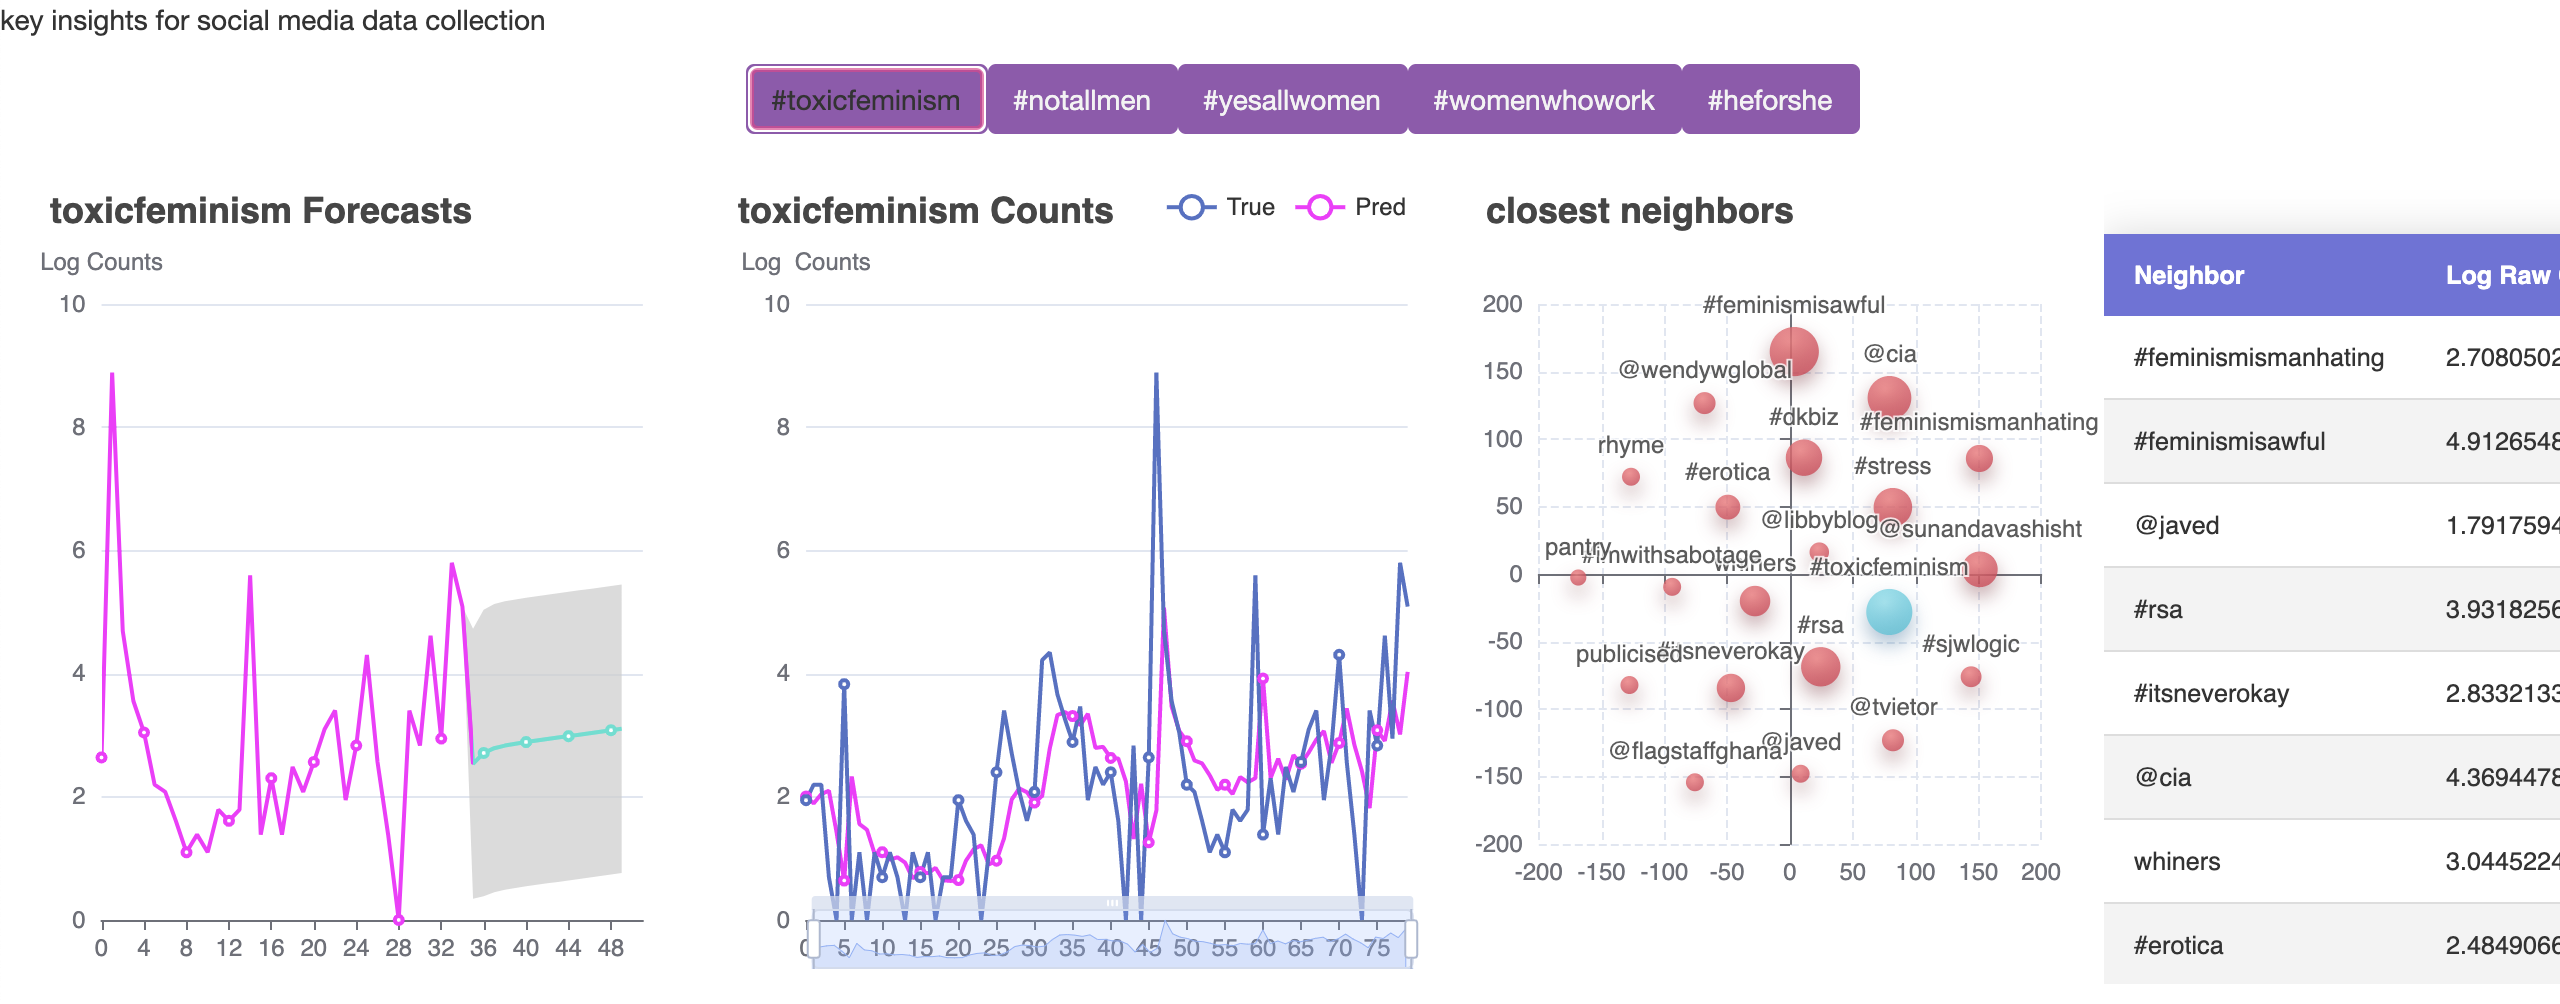 key insights for social media data collection
#toxicfeminism #notallmen #yesallwomen #womenwhowork #heforshe
toxicfeminism Forecasts
Log Counts
10
8
6
4
2
0
0 4 8 12 16 20 24 28 32 36 40 44 48
toxicfeminism Counts
True Pred
Log Counts
10
8
6
4
2
0
0 5 10 15 20 25 30 35 40 45 50 55 60 65 70 75
closest neighbors
200
150
100
50
0
-50
-100
-150
-200
-200 -150 -100 -50 0 50 100 150 200
#feminismisawful
@cia
@wendywglobal
#dkbiz
#feminismismanhating
rhyme
#stress
#erotica
@libbyblog
@sunandavashisht
pantry
#imwithsabotage
whiners
#toxicfeminism
#rsa
#sjwlogic
publicised
#itsneverokay
@tvietor
@javed
@flagstaffghana
Neighbor Log Raw
#feminismismanhating 2.7080502
#feminismisawful 4.9126548
@javed 1.7917594
#rsa 3.9318256
#itsneverokay 2.8332133
@cia 4.3694478
whiners 3.0445224
#erotica 2.4849066